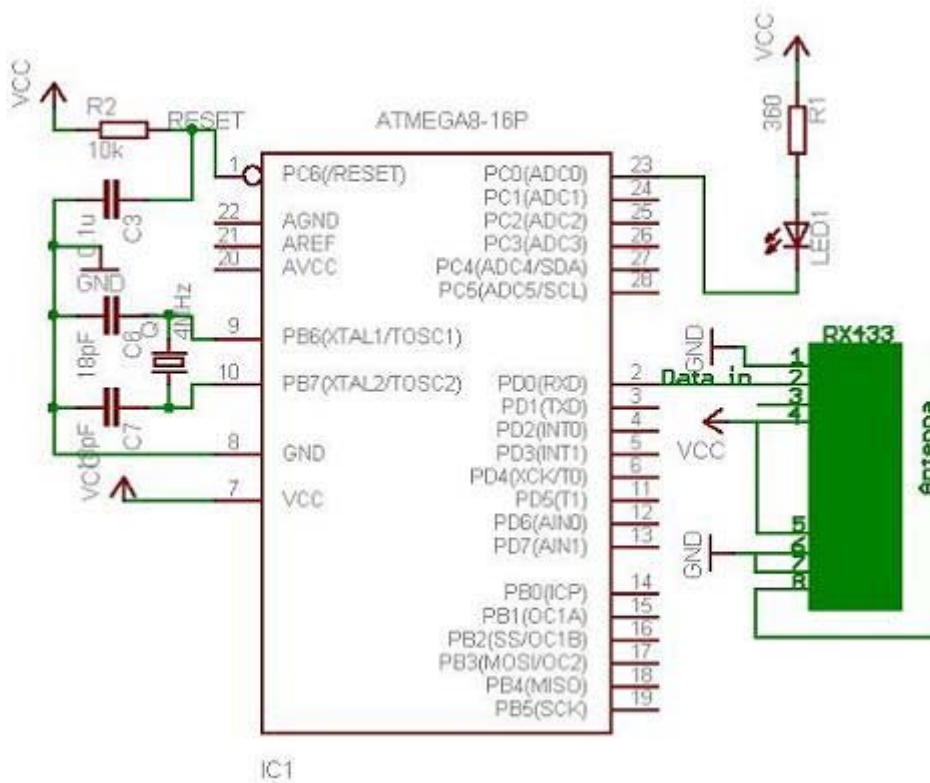 VCC
R2
10k
RESET
0.1u
C3
GND
18pF
C6
Q
4MHz
C7
VCC
ATMEGA8-16P
1 PC6(/RESET)
22 AGND
21 AREF
20 AVCC
9 PB6(XTAL1/TOSC1)
10 PB7(XTAL2/TOSC2)
8 GND
7 VCC
PC0(ADC0) 23
PC1(ADC1) 24
PC2(ADC2) 25
PC3(ADC3) 26
PC4(ADC4/SDA) 27
PC5(ADC5/SCL) 28
PD0(RXD) 2
PD1(TXD) 3
PD2(INT0) 4
PD3(INT1) 5
PD4(XCK/T0) 6
PD5(T1) 11
PD6(AIN0) 12
PD7(AIN1) 13
PB0(ICP) 14
PB1(OC1A) 15
PB2(SS/OC1B) 16
PB3(MOSI/OC2) 17
PB4(MISO) 18
PB5(SCK) 19
IC1
VCC
360
R1
LED1
RX433
GND
Data in
VCC
GND
1
2
3
4
5
6
7
8
Antenna